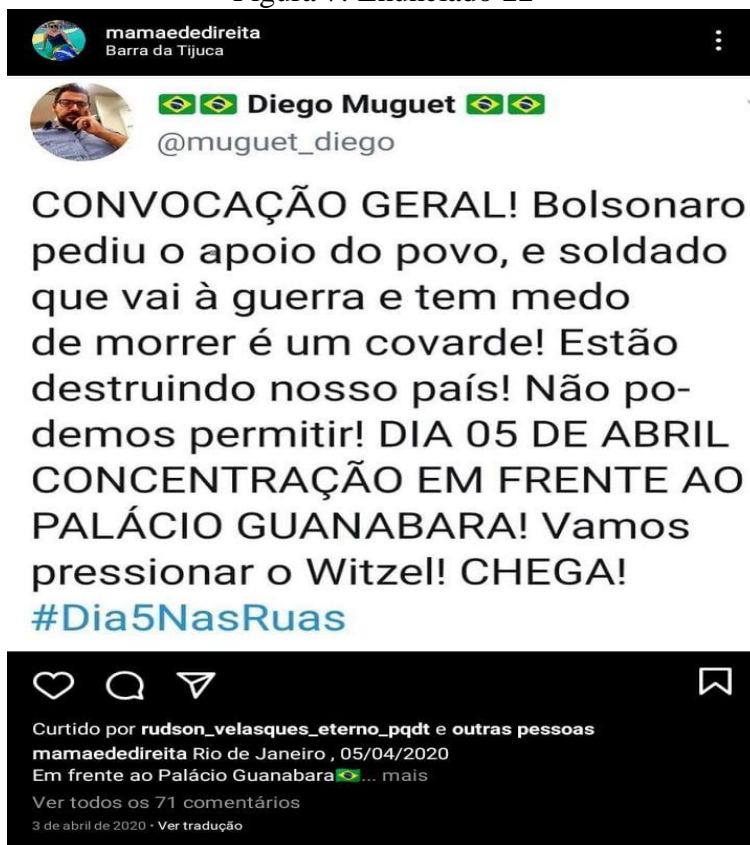 mamaededireita
Barra da Tijuca
Diego Muguet
@muguet_diego
CONVOCAÇÃO GERAL! Bolsonaro
pediu o apoio do povo, e soldado
que vai à guerra e tem medo
de morrer é um covarde! Estão
destruindo nosso país! Não po-
demos permitir! DIA 05 DE ABRIL
CONCENTRAÇÃO EM FRENTE AO
PALÁCIO GUANABARA! Vamos
pressionar o Witzel! CHEGA!
#Dia5NasRuas
Curtido por rudson_velasques_eterno_pqdt e outras pessoas
mamaededireita Rio de Janeiro , 05/04/2020
Em frente ao Palácio Guanabara🇧🇷... mais
Ver todos os 71 comentários
3 de abril de 2020 · Ver tradução